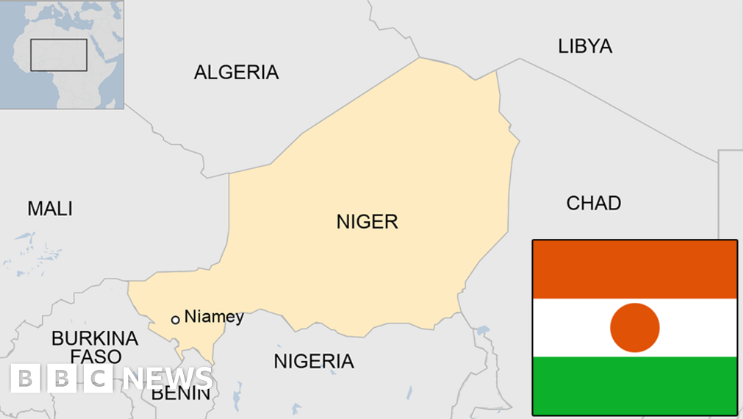 LIBYA
ALGERIA
MALI
NIGER
CHAD
Niamey
BURKINA
FASO
NIGERIA
BENIN
BBC NEWS